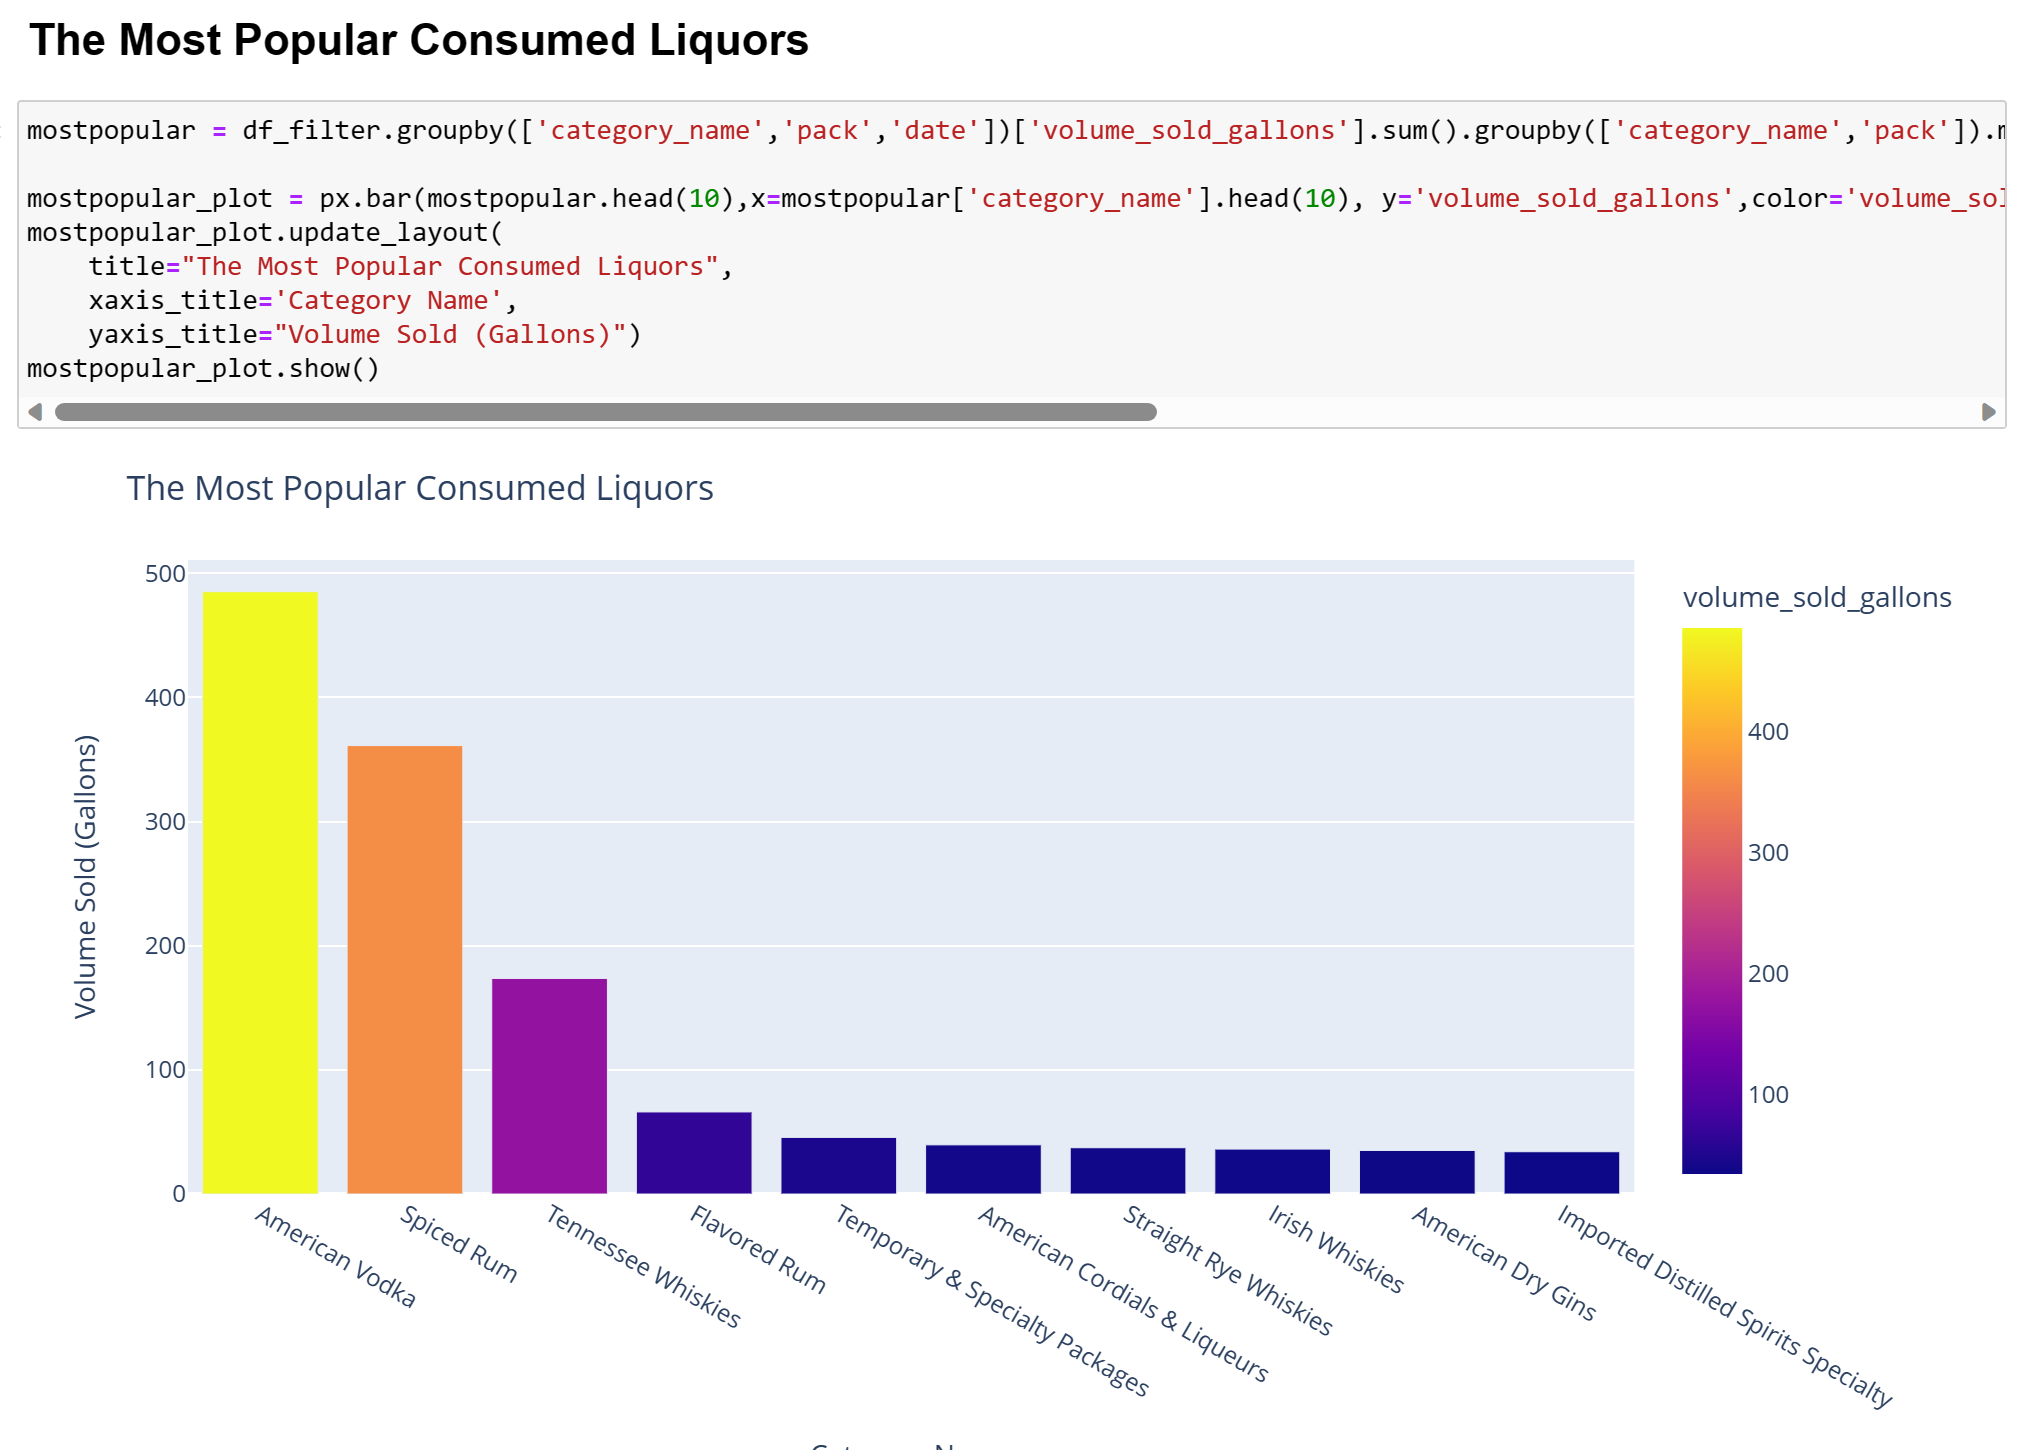 The Most Popular Consumed Liquors
mostpopular = df_filter.groupby(['category_name','pack','date'])['volume_sold_gallons'].sum().groupby(['category_name','pack']).m
mostpopular_plot = px.bar(mostpopular.head(10),x=mostpopular['category_name'].head(10), y='volume_sold_gallons',color='volume_sol
mostpopular_plot.update_layout(
    title="The Most Popular Consumed Liquors",
    xaxis_title='Category Name',
    yaxis_title="Volume Sold (Gallons)")
mostpopular_plot.show()
The Most Popular Consumed Liquors
Volume Sold (Gallons)
500
400
300
200
100
0
American Vodka
Spiced Rum
Tennessee Whiskies
Flavored Rum
Temporary & Specialty Packages
American Cordials & Liqueurs
Straight Rye Whiskies
Irish Whiskies
American Dry Gins
Imported Distilled Spirits Specialty
volume_sold_gallons
400
300
200
100